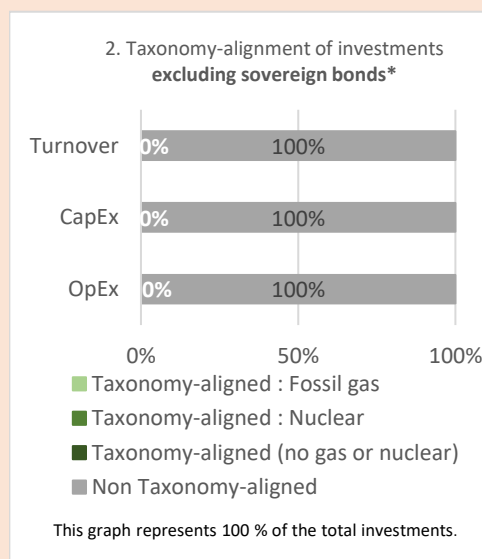 2. Taxonomy-alignment of investments
excluding sovereign bonds*
Turnover 0% 100%
CapEx 0% 100%
OpEx 0% 100%
0% 50% 100%
Taxonomy-aligned : Fossil gas
Taxonomy-aligned : Nuclear
Taxonomy-aligned (no gas or nuclear)
Non Taxonomy-aligned
This graph represents 100 % of the total investments.